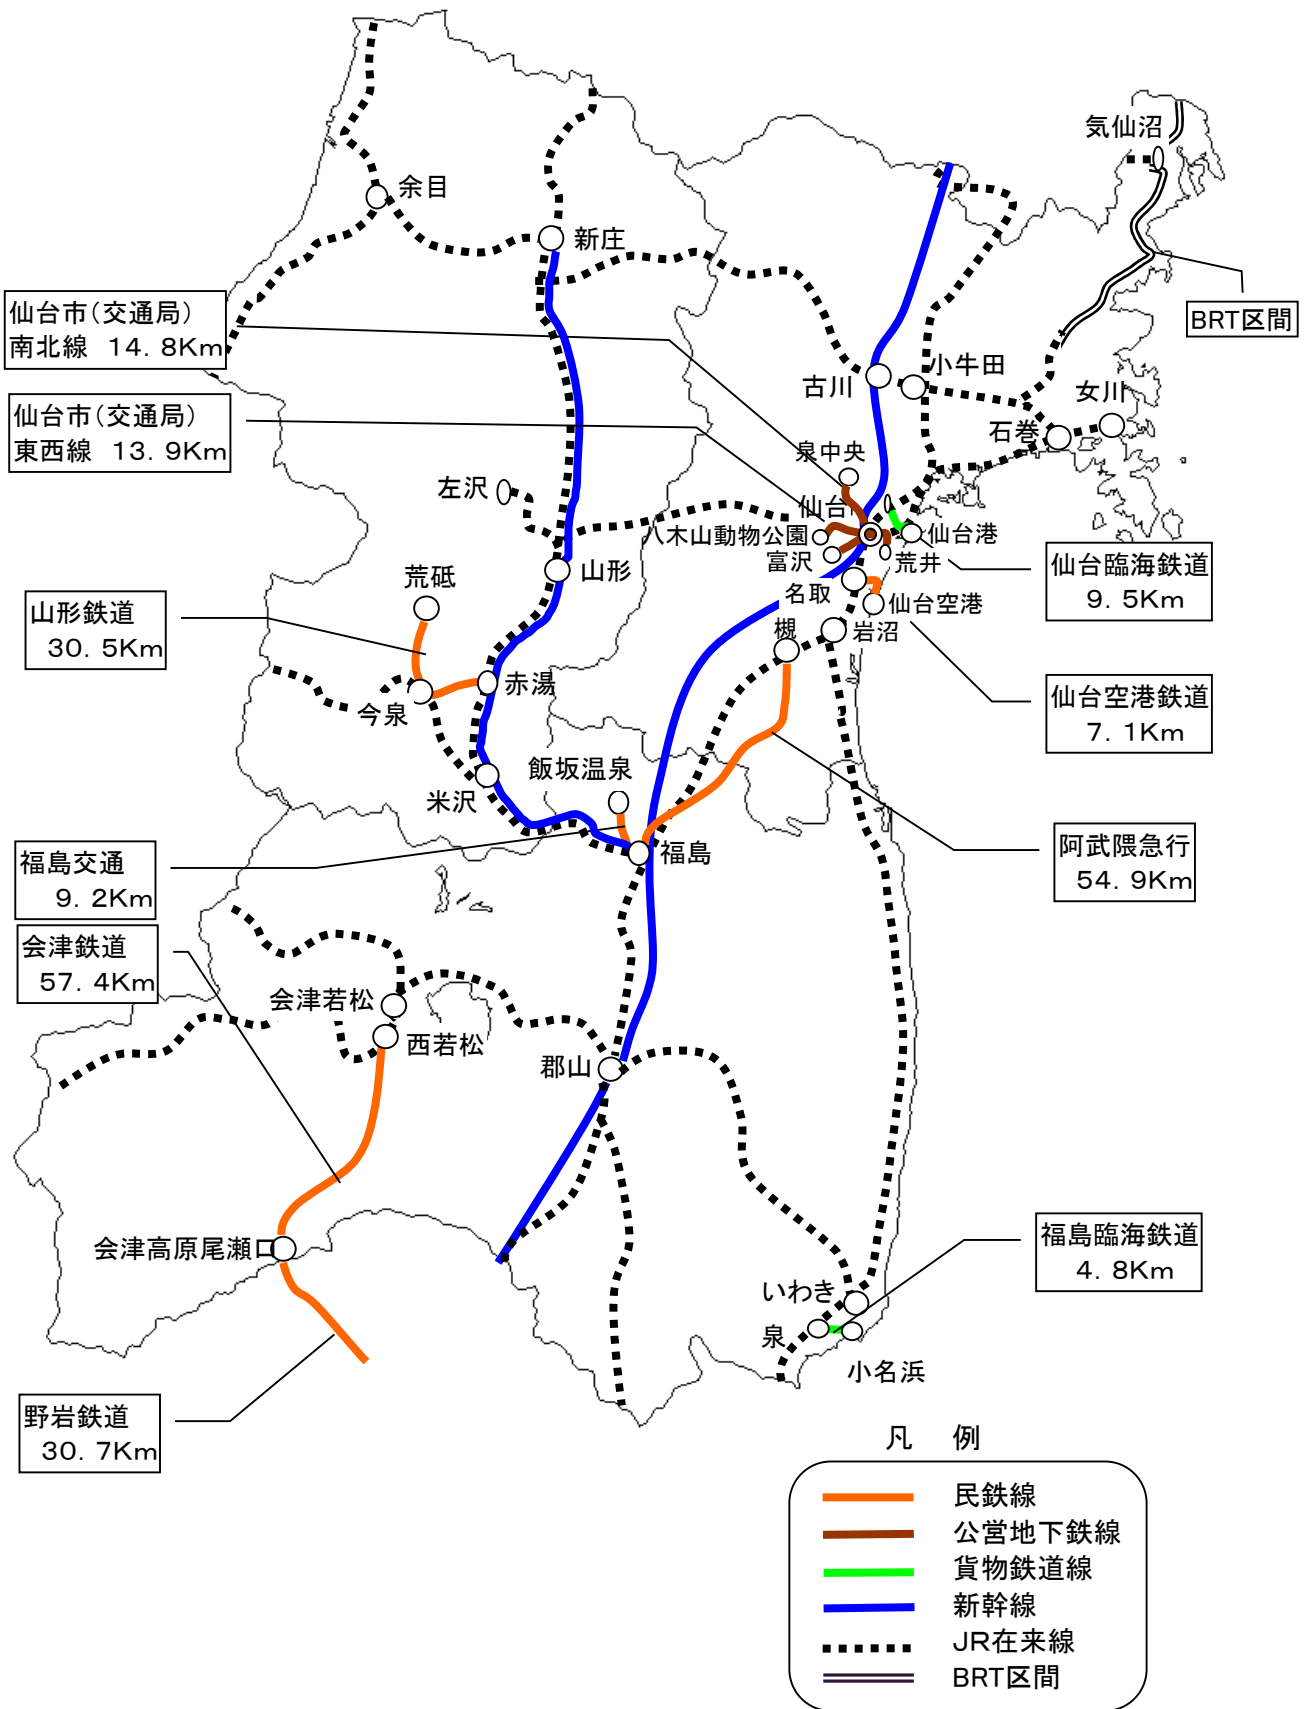 気仙沼
余目
新庄
仙台市(交通局)
南北線 14.8Km
BRT区間
小牛田
古川
女川
仙台市(交通局)
東西線 13.9Km
石巻
泉中央
左沢
仙台
八木山動物公園
仙台港
富沢
荒井
仙台臨海鉄道
9.5Km
山形
荒砥
名取
仙台空港
山形鉄道
30.5Km
槻
岩沼
赤湯
今泉
仙台空港鉄道
7.1Km
飯坂温泉
米沢
福島交通
9.2Km
福島
阿武隈急行
54.9Km
会津鉄道
57.4Km
会津若松
西若松
郡山
会津高原尾瀬口
福島臨海鉄道
4.8Km
いわき
泉
小名浜
野岩鉄道
30.7Km
凡 例
民鉄線
公営地下鉄線
貨物鉄道線
新幹線
JR在来線
BRT区間